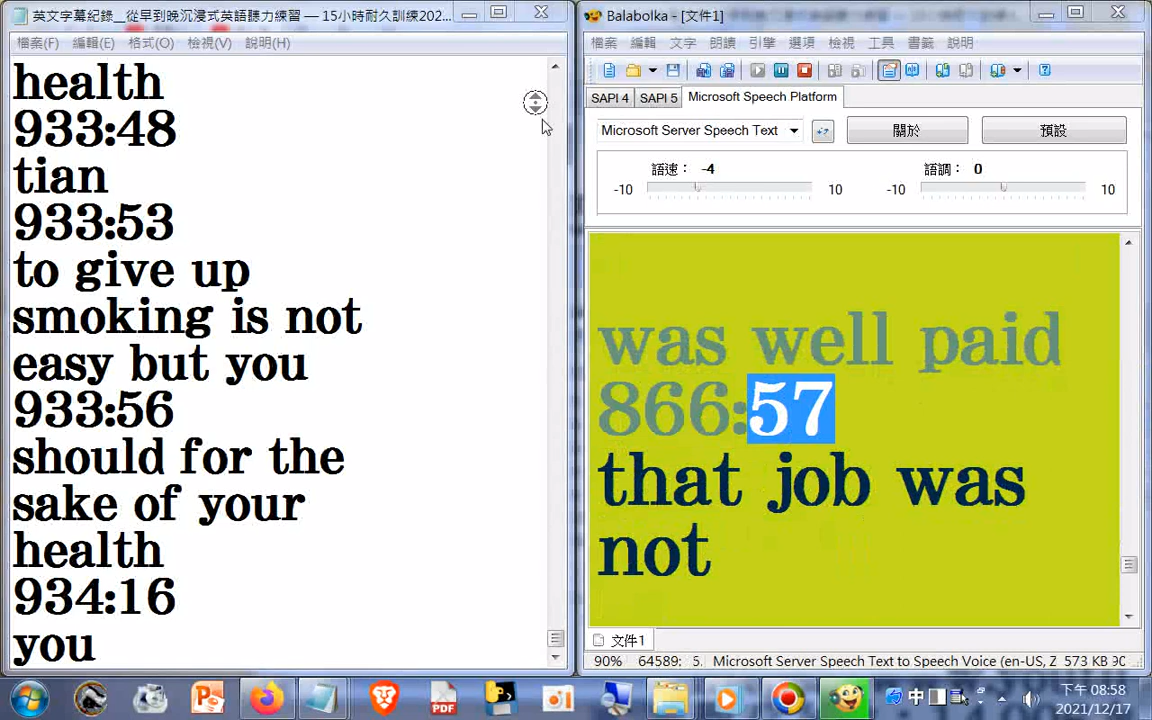 英文字幕紀錄__從早到晚沉浸式英語聽力練習 — 15小時耐久訓練202...
檔案(F) 編輯(E) 格式(O) 檢視(V) 說明(H)
health
933:48
tian
933:53
to give up
smoking is not
easy but you
933:56
should for the
sake of your
health
934:16
you
Balabolka - [文件1]
檔案 編輯 文字 朗讀 引擎 選項 檢視 工具 書籤 說明
SAPI 4 SAPI 5 Microsoft Speech Platform
Microsoft Server Speech Text 關於 預設
語速： -4 語調： 0
-10 10 -10 10
was well paid
866:57
that job was
not
文件1
90% 64589: 5. Microsoft Server Speech Text to Speech Voice (en-US, Z 573 KB
PDF 中 下午 08:58
2021/12/17